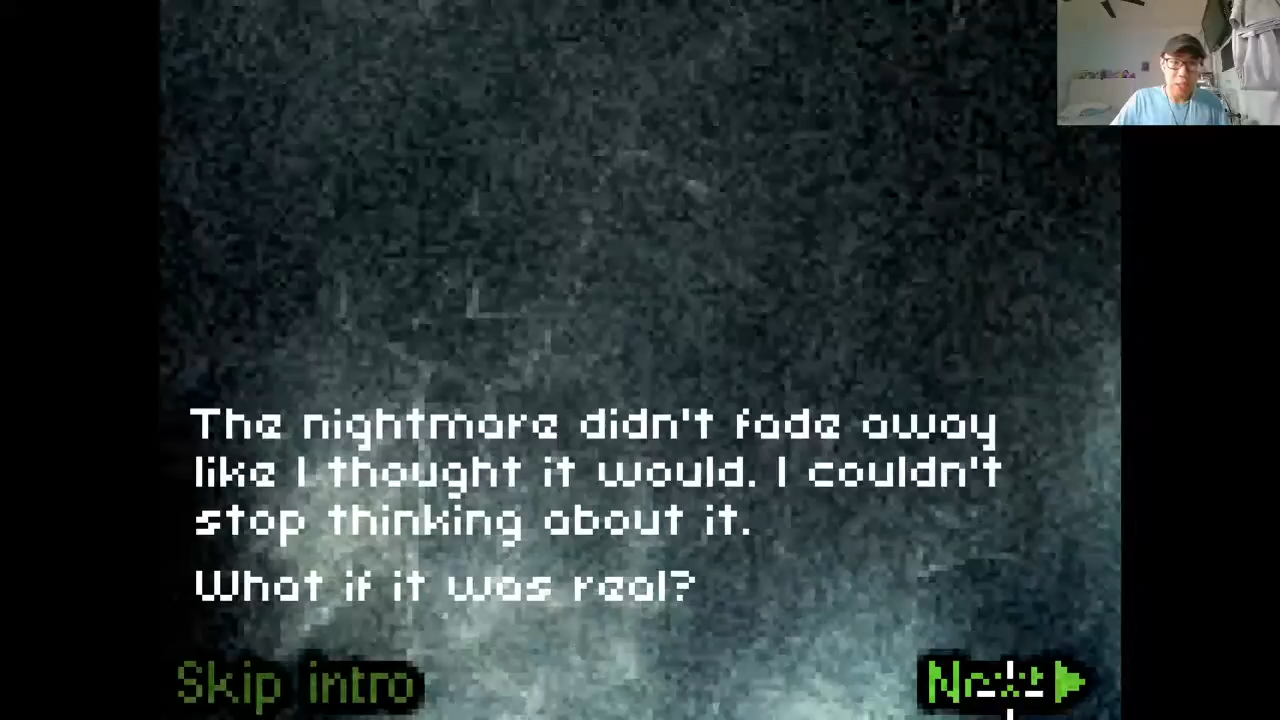 The nightmare didn't fade away
like I thought it would. I couldn't
stop thinking about it.
What if it was real?
Skip intro
Next